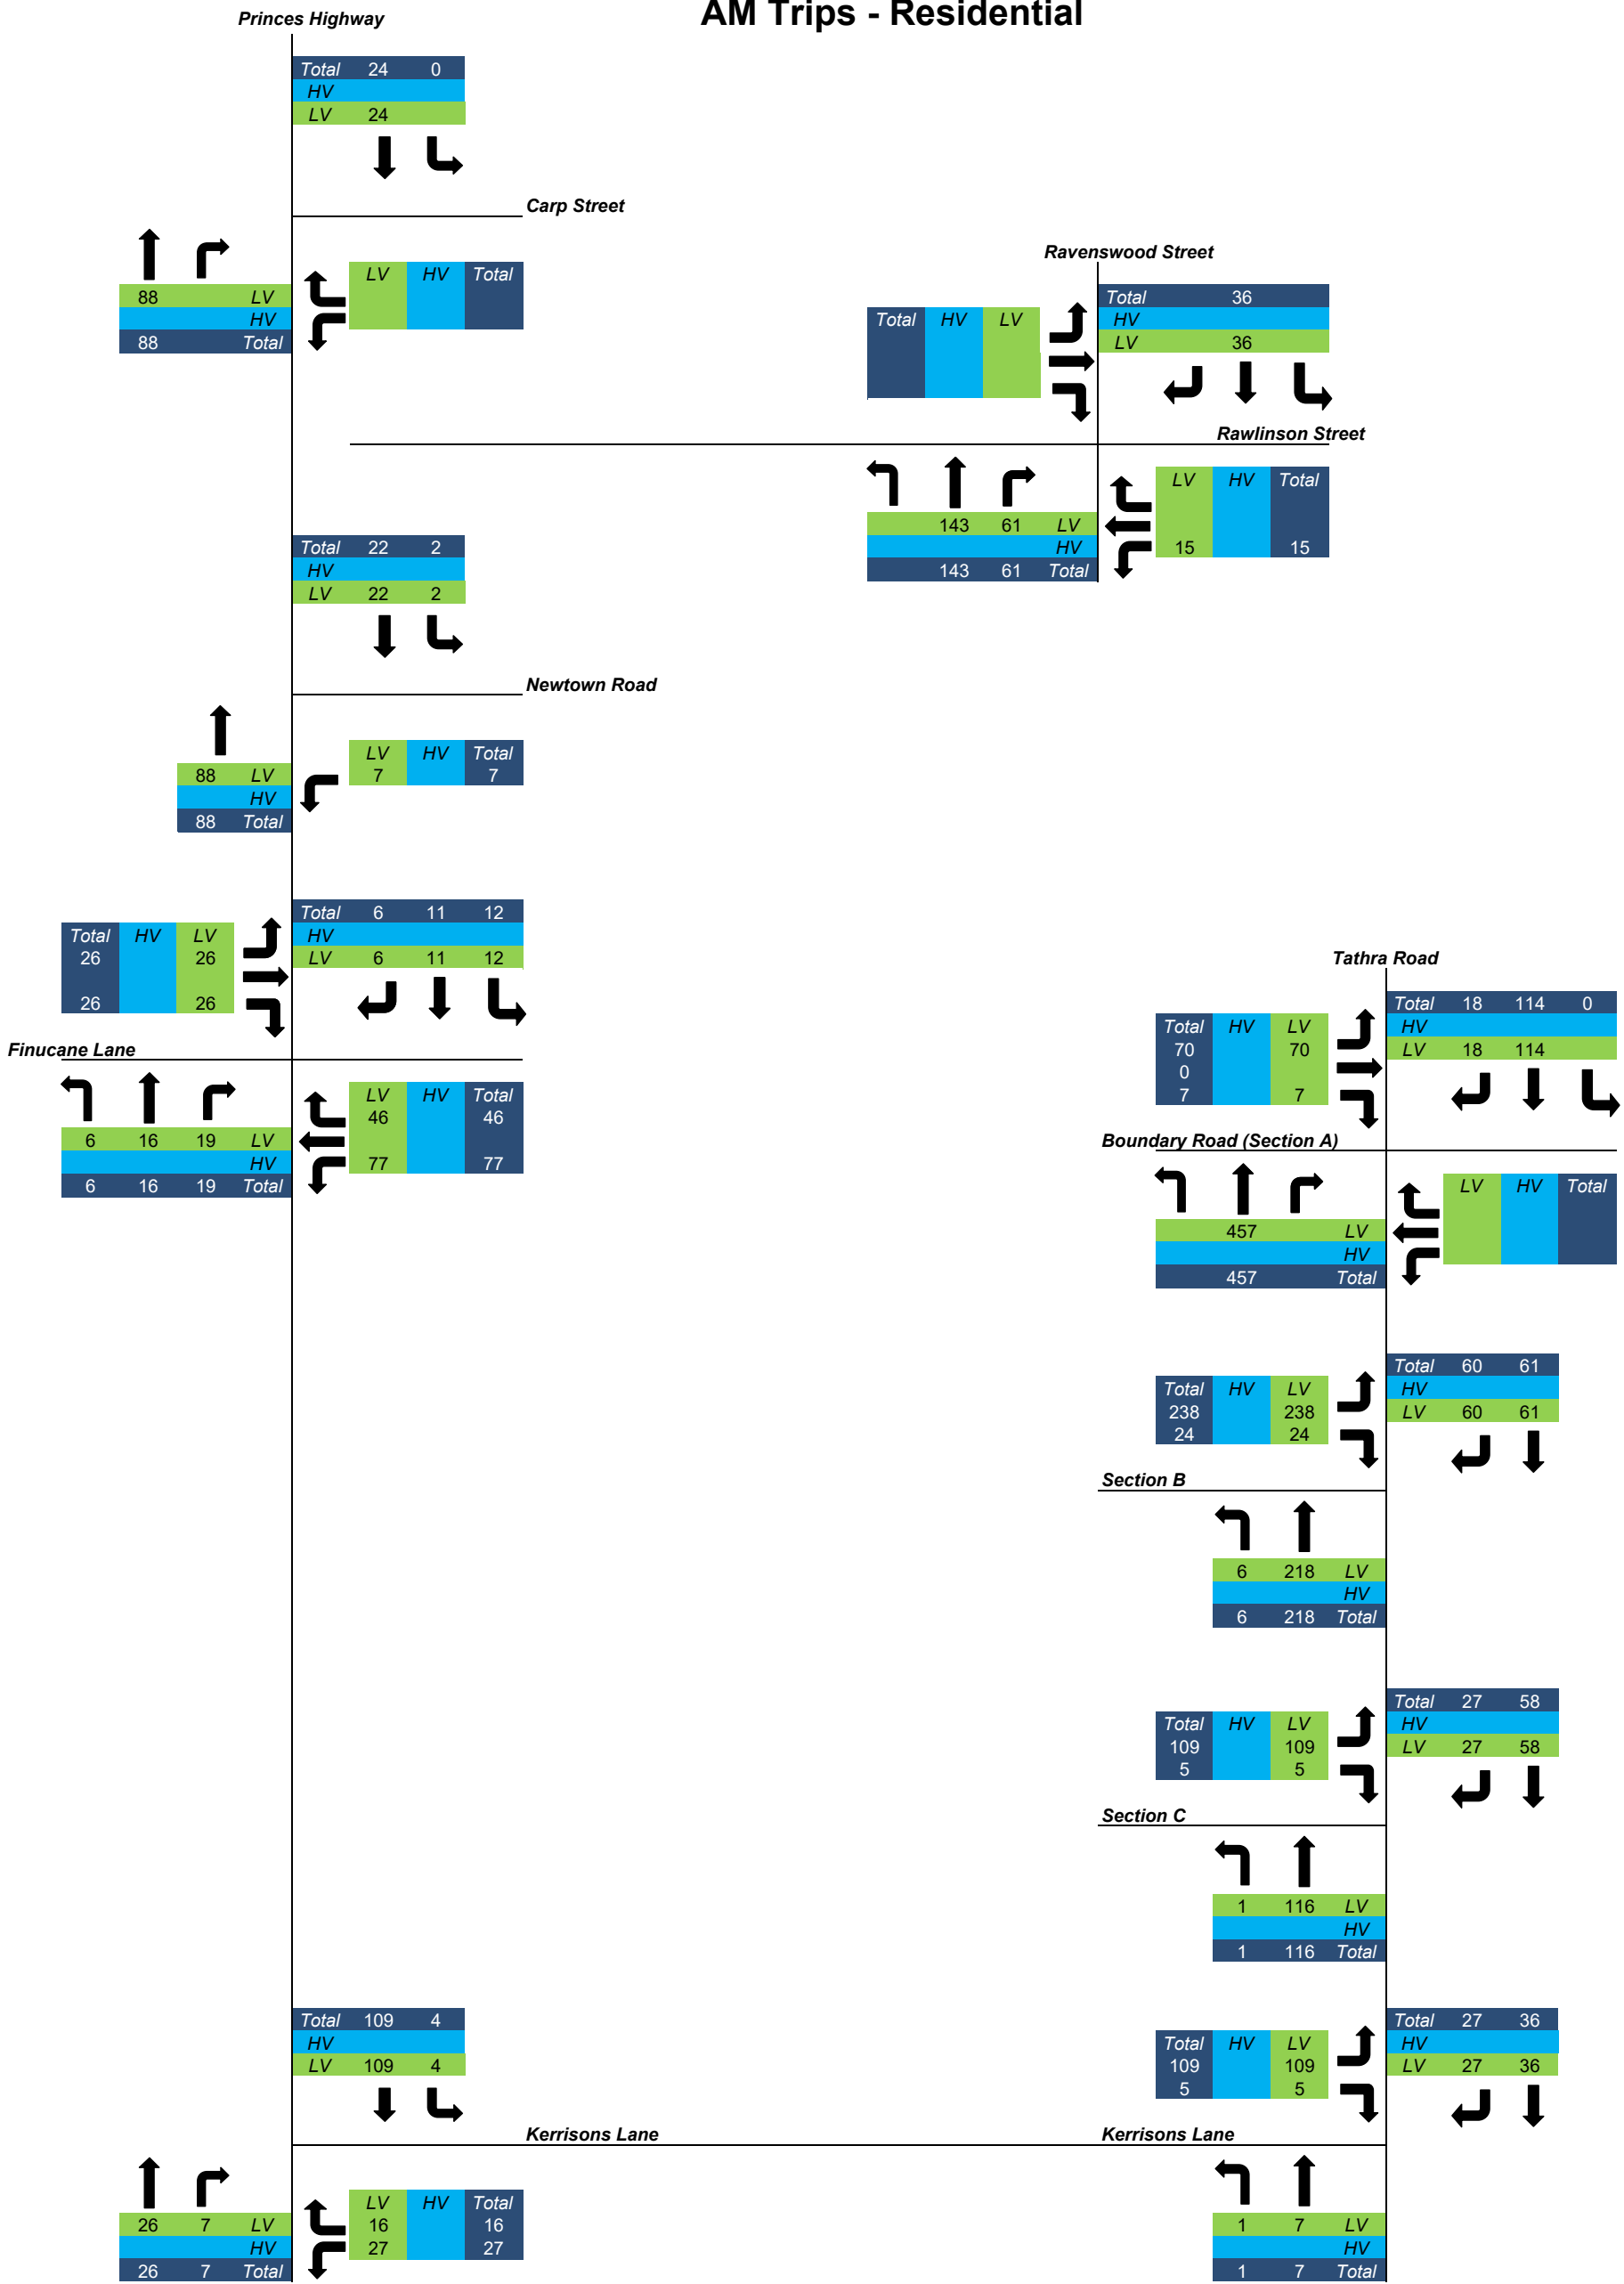 AM Trips - Residential
Princes Highway
Total 24 0
HV
LV 24
Carp Street
88 LV
HV
88 Total
LV HV Total
Ravenswood Street
Total HV LV
Total 36
HV
LV 36
Rawlinson Street
143 61 LV
HV
143 61 Total
LV HV Total
15 15
Total 22 2
HV
LV 22 2
Newtown Road
88 LV
HV
88 Total
LV HV Total
7 7
Total HV LV
26 26
26 26
Total 6 11 12
HV
LV 6 11 12
Finucane Lane
6 16 19 LV
HV
6 16 19 Total
LV HV Total
46 46
77 77
Tathra Road
Total HV LV
70 70
0
7 7
Total 18 114 0
HV
LV 18 114
Boundary Road (Section A)
457 LV
HV
457 Total
LV HV Total
Total HV LV
238 238
24 24
Total 60 61
HV
LV 60 61
Section B
6 218 LV
HV
6 218 Total
Total HV LV
109 109
5 5
Total 27 58
HV
LV 27 58
Section C
1 116 LV
HV
1 116 Total
Total 109 4
HV
LV 109 4
Kerrisons Lane
26 7 LV
HV
26 7 Total
LV HV Total
16 16
27 27
Total HV LV
109 109
5 5
Total 27 36
HV
LV 27 36
Kerrisons Lane
1 7 LV
HV
1 7 Total